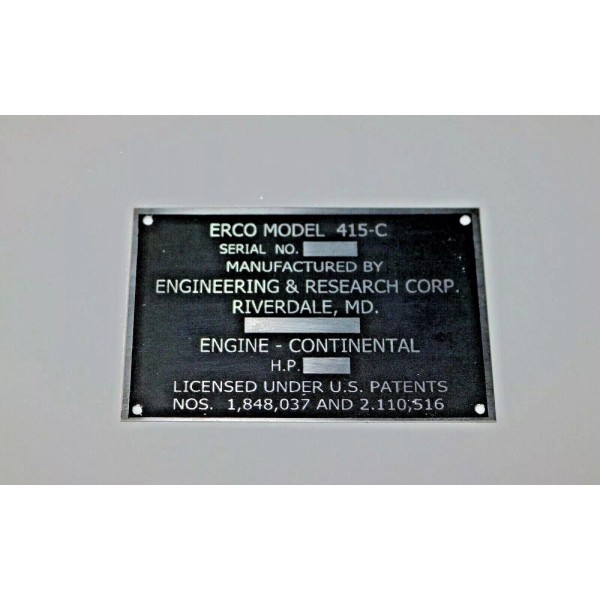 ERCO MODEL 415-C
SERIAL NO.
MANUFACTURED BY
ENGINEERING & RESEARCH CORP.
RIVERDALE, MD.
ENGINE - CONTINENTAL
H.P.
LICENSED UNDER U.S. PATENTS
NOS. 1,848,037 AND 2.110,516